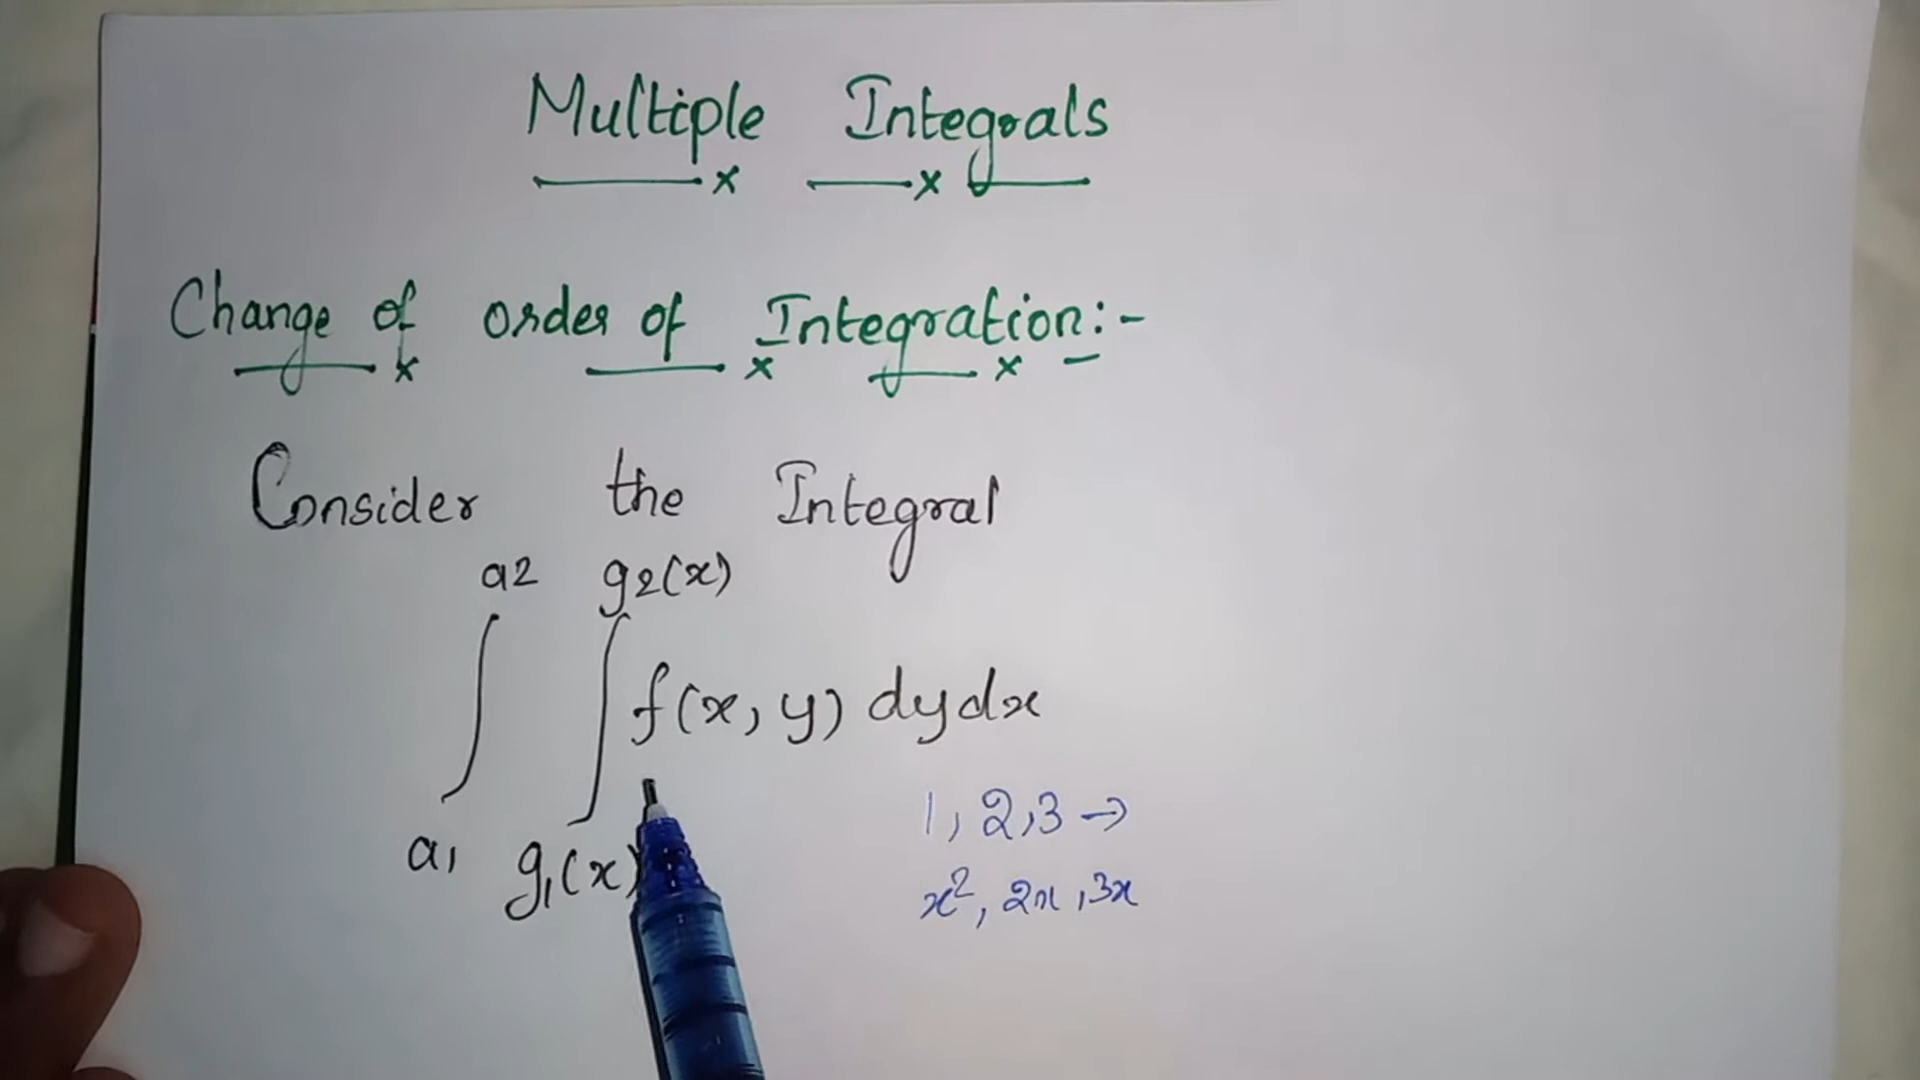 Multiple Integrals
Change of order of Integration:-
Consider the Integral
a2 g2(x)
∫ ∫ f(x, y) dy dx
a1 g1(x)
1, 2, 3 →
x², 2x, 3x